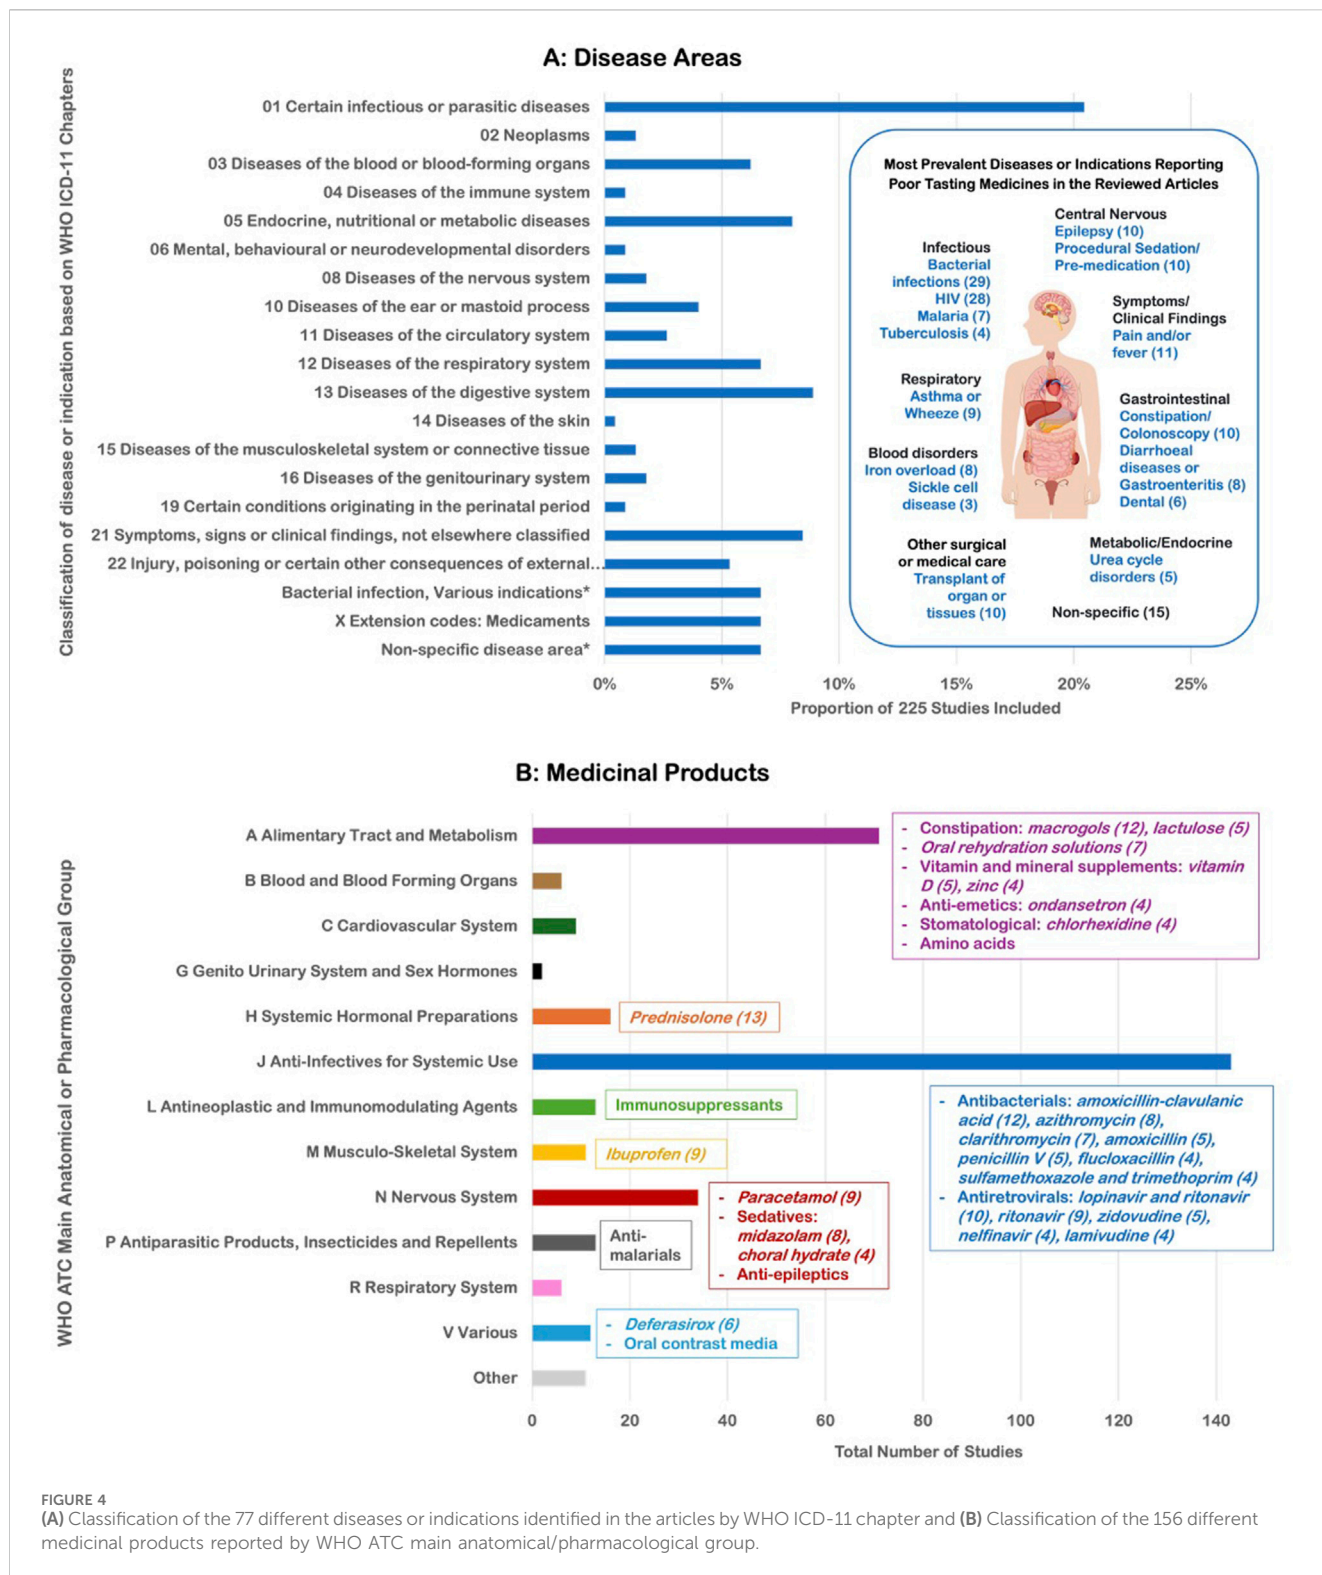 A: Disease Areas
Classification of disease or indication based on WHO ICD-11 Chapters
01 Certain infectious or parasitic diseases
02 Neoplasms
03 Diseases of the blood or blood-forming organs
04 Diseases of the immune system
05 Endocrine, nutritional or metabolic diseases
06 Mental, behavioural or neurodevelopmental disorders
08 Diseases of the nervous system
10 Diseases of the ear or mastoid process
11 Diseases of the circulatory system
12 Diseases of the respiratory system
13 Diseases of the digestive system
14 Diseases of the skin
15 Diseases of the musculoskeletal system or connective tissue
16 Diseases of the genitourinary system
19 Certain conditions originating in the perinatal period
21 Symptoms, signs or clinical findings, not elsewhere classified
22 Injury, poisoning or certain other consequences of external...
Bacterial infection, Various indications*
X Extension codes: Medicaments
Non-specific disease area*
0% 5% 10% 15% 20% 25%
Proportion of 225 Studies Included
Most Prevalent Diseases or Indications Reporting
Poor Tasting Medicines in the Reviewed Articles
Central Nervous
Epilepsy (10)
Procedural Sedation/
Pre-medication (10)
Infectious
Bacterial
infections (29)
HIV (28)
Malaria (7)
Tuberculosis (4)
Symptoms/
Clinical Findings
Pain and/or
fever (11)
Respiratory
Asthma or
Wheeze (9)
Gastrointestinal
Constipation/
Colonoscopy (10)
Diarrhoeal
diseases or
Gastroenteritis (8)
Dental (6)
Blood disorders
Iron overload (8)
Sickle cell
disease (3)
Other surgical
or medical care
Transplant of
organ or
tissues (10)
Metabolic/Endocrine
Urea cycle
disorders (5)
Non-specific (15)
B: Medicinal Products
WHO ATC Main Anatomical or Pharmacological Group
A Alimentary Tract and Metabolism
B Blood and Blood Forming Organs
C Cardiovascular System
G Genito Urinary System and Sex Hormones
H Systemic Hormonal Preparations
J Anti-Infectives for Systemic Use
L Antineoplastic and Immunomodulating Agents
M Musculo-Skeletal System
N Nervous System
P Antiparasitic Products, Insecticides and Repellents
R Respiratory System
V Various
Other
0 20 40 60 80 100 120 140
Total Number of Studies
- Constipation: macrogols (12), lactulose (5)
- Oral rehydration solutions (7)
- Vitamin and mineral supplements: vitamin
D (5), zinc (4)
- Anti-emetics: ondansetron (4)
- Stomatological: chlorhexidine (4)
- Amino acids
Prednisolone (13)
Immunosuppressants
Ibuprofen (9)
- Antibacterials: amoxicillin-clavulanic
acid (12), azithromycin (8),
clarithromycin (7), amoxicillin (5),
penicillin V (5), flucloxacillin (4),
sulfamethoxazole and trimethoprim (4)
- Antiretrovirals: lopinavir and ritonavir
(10), ritonavir (9), zidovudine (5),
nelfinavir (4), lamivudine (4)
- Paracetamol (9)
- Sedatives:
midazolam (8),
choral hydrate (4)
- Anti-epileptics
Anti-
malarials
- Deferasirox (6)
- Oral contrast media
FIGURE 4
(A) Classification of the 77 different diseases or indications identified in the articles by WHO ICD-11 chapter and (B) Classification of the 156 different
medicinal products reported by WHO ATC main anatomical/pharmacological group.